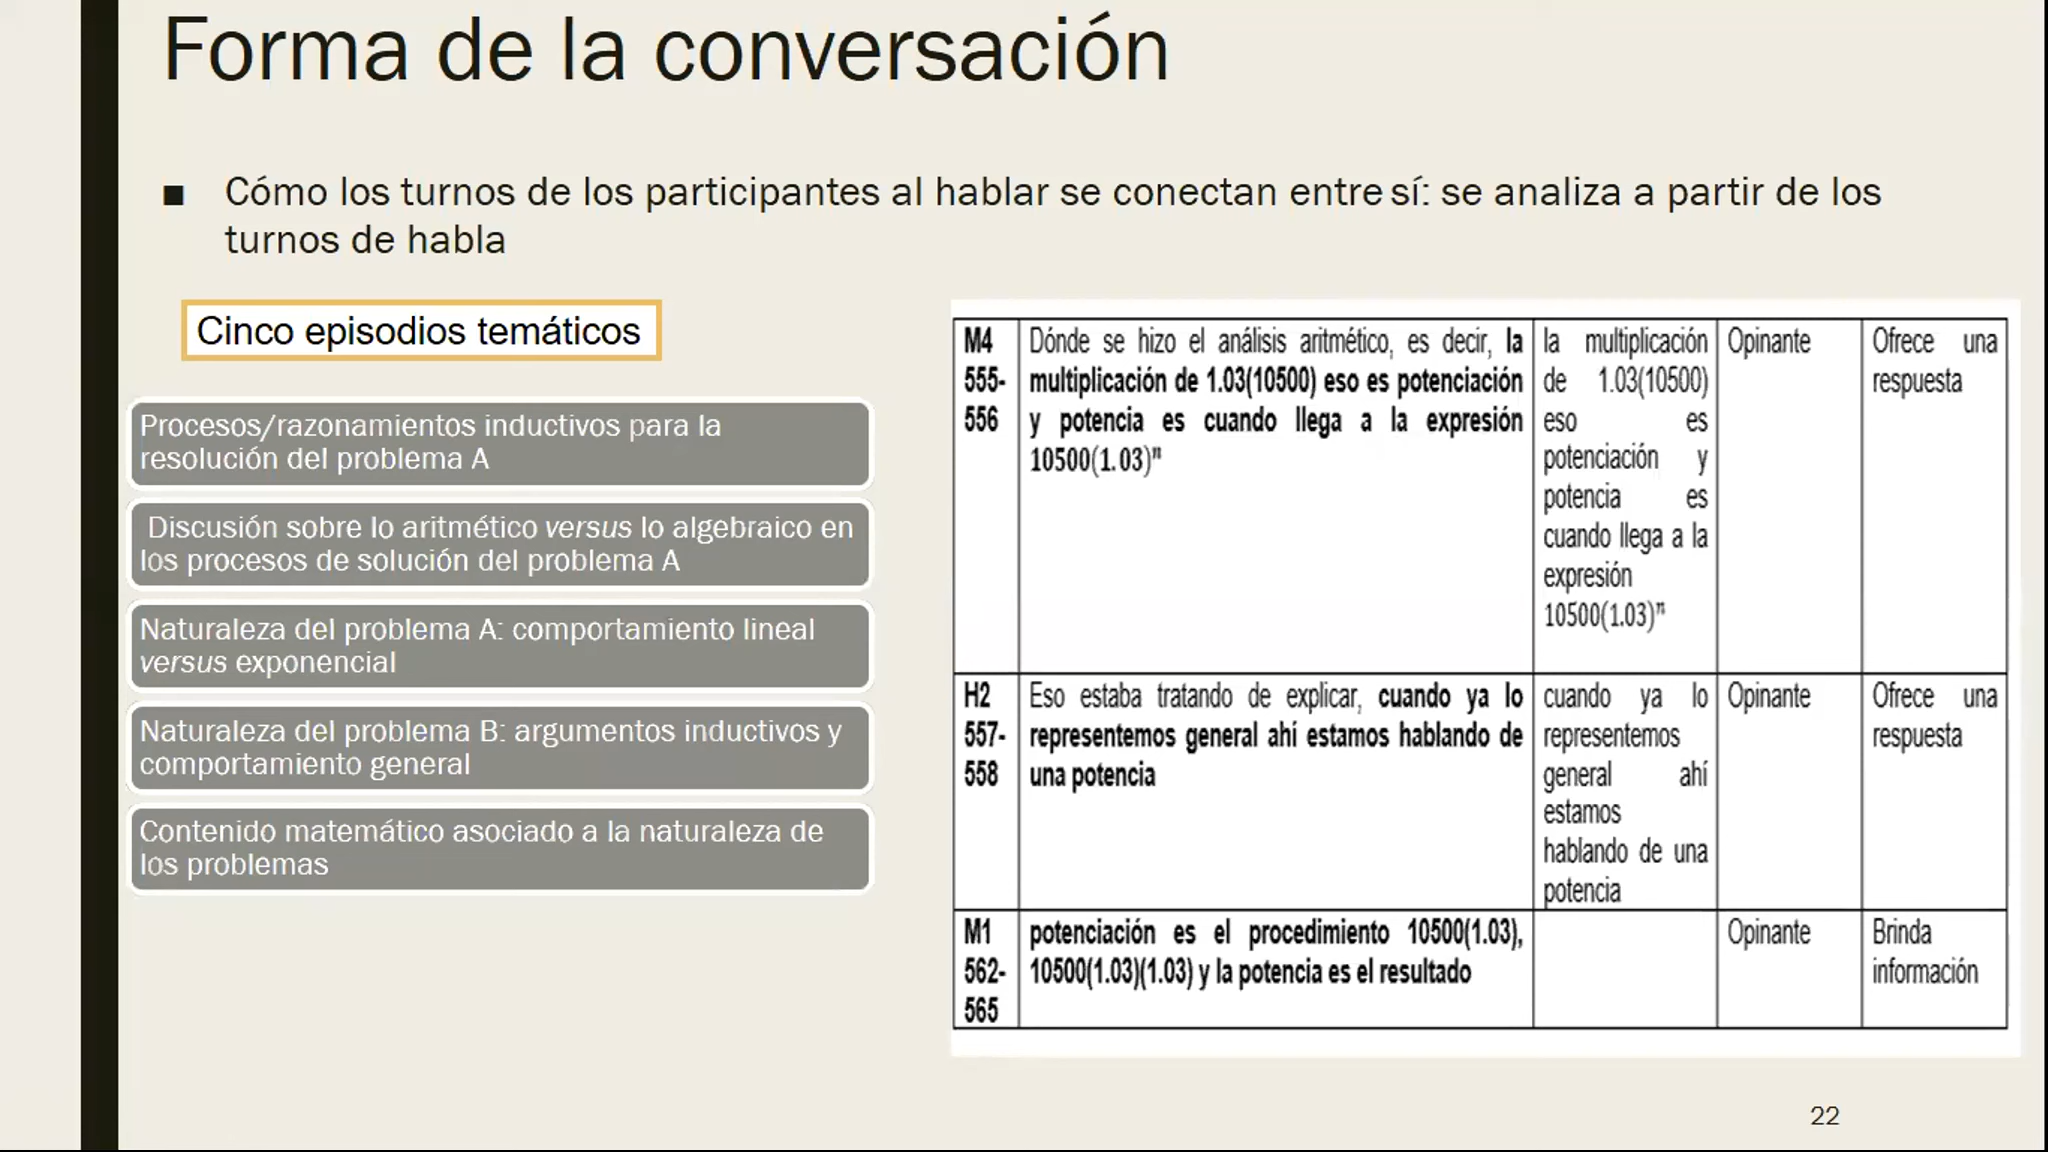 Forma de la conversación
■ Cómo los turnos de los participantes al hablar se conectan entre sí: se analiza a partir de los
turnos de habla
Cinco episodios temáticos
Procesos/razonamientos inductivos para la
resolución del problema A
Discusión sobre lo aritmético versus lo algebraico en
los procesos de solución del problema A
Naturaleza del problema A: comportamiento lineal
versus exponencial
Naturaleza del problema B: argumentos inductivos y
comportamiento general
Contenido matemático asociado a la naturaleza de
los problemas
M4
555-
556
Dónde se hizo el análisis aritmético, es decir, la
multiplicación de 1.03(10500) eso es potenciación
y potencia es cuando llega a la expresión
10500(1.03)ⁿ
la multiplicación
de 1.03(10500)
eso es
potenciación y
potencia es
cuando llega a la
expresión
10500(1.03)ⁿ
Opinante
Ofrece una
respuesta
H2
557-
558
Eso estaba tratando de explicar, cuando ya lo
representemos general ahí estamos hablando de
una potencia
cuando ya lo
representemos
general ahí
estamos
hablando de una
potencia
Opinante
Ofrece una
respuesta
M1
562-
565
potenciación es el procedimiento 10500(1.03),
10500(1.03)(1.03) y la potencia es el resultado
Opinante
Brinda
información
22